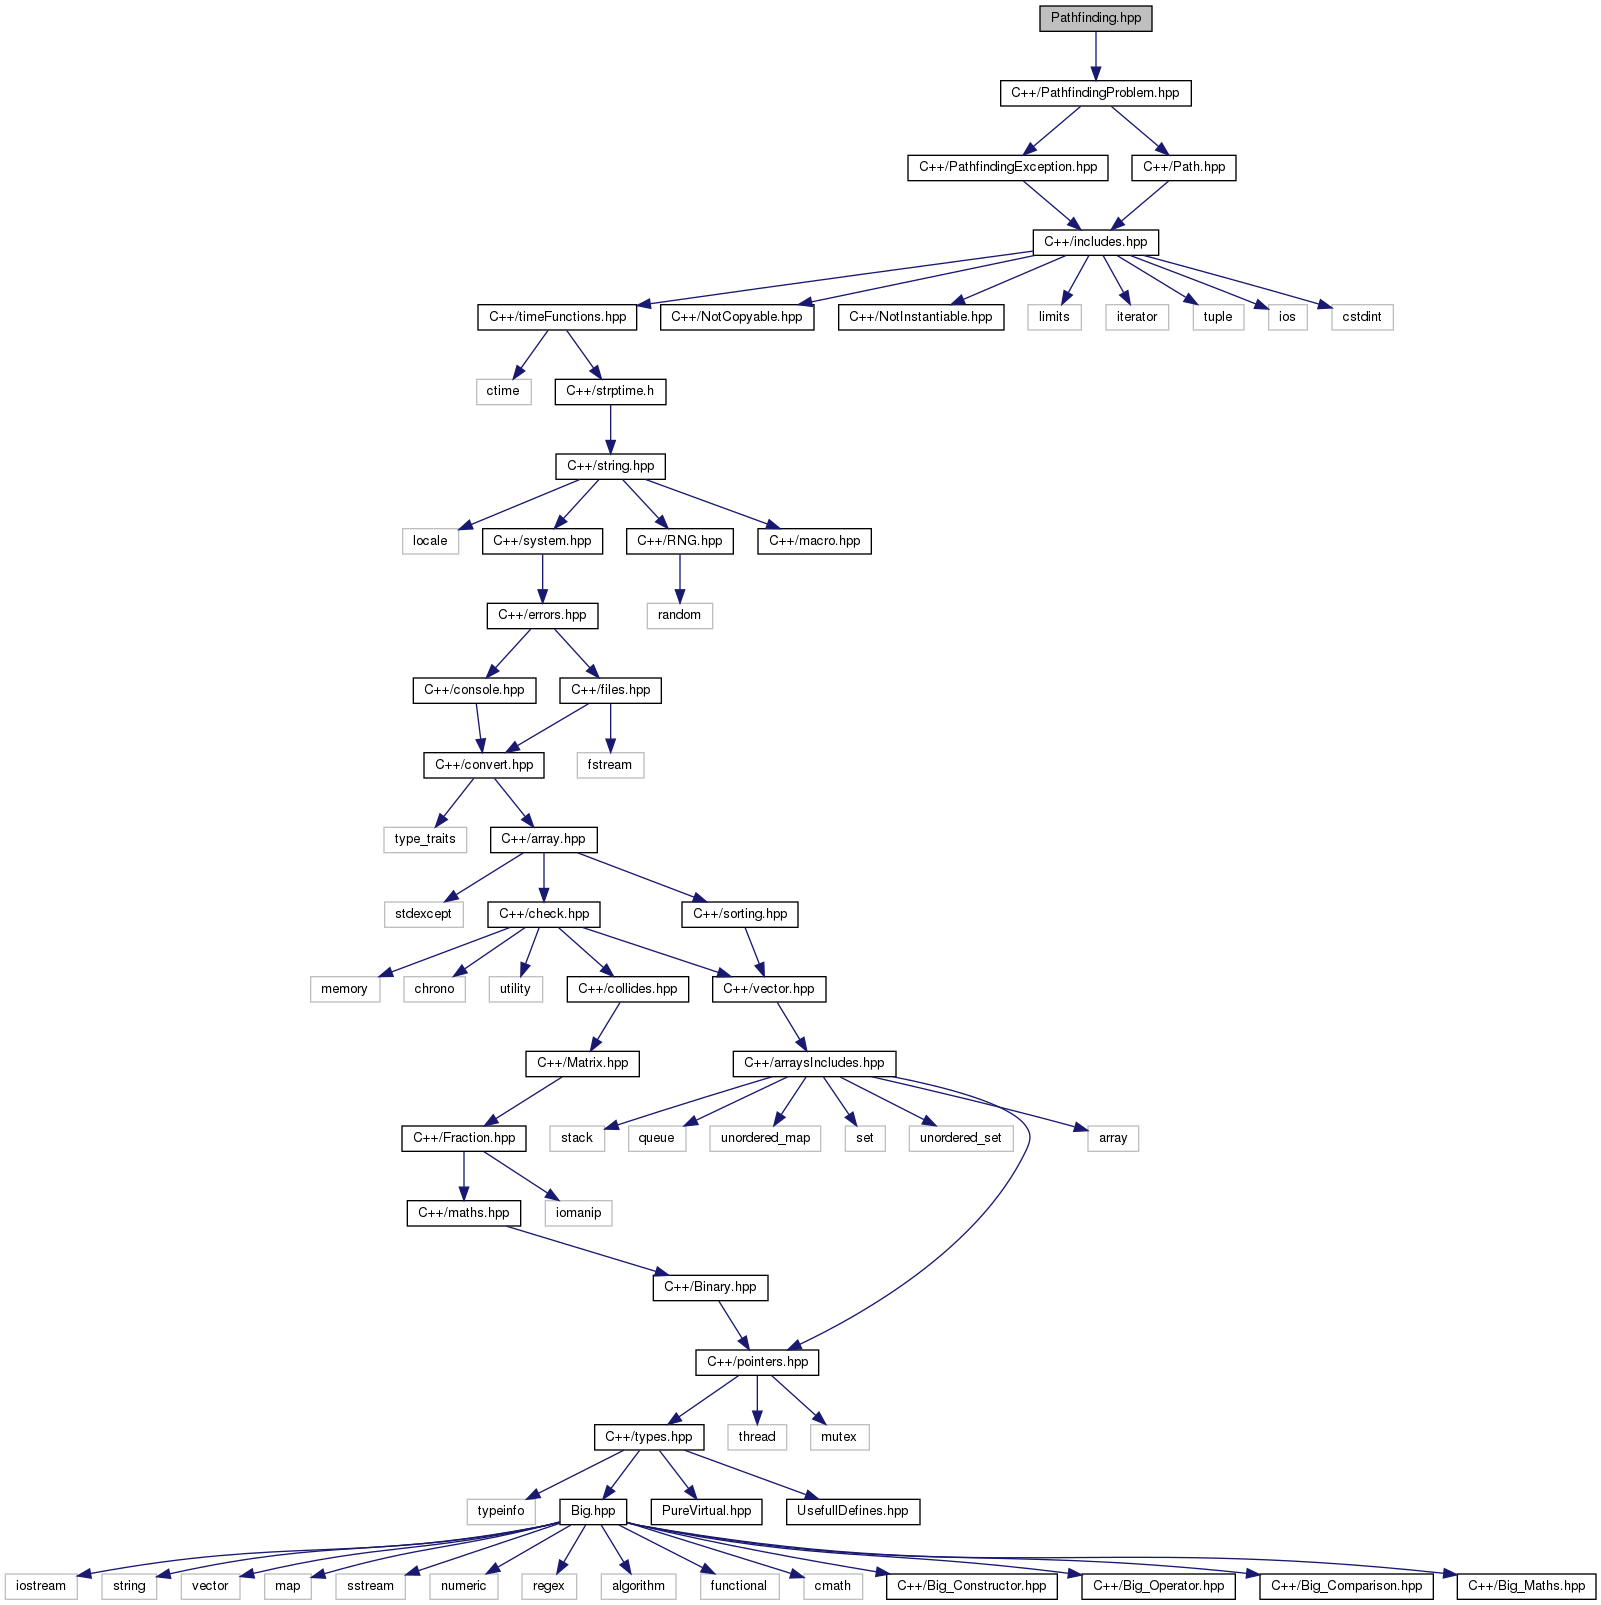 Pathfinding.hpp
C++/PathfindingProblem.hpp
C++/PathfindingException.hpp
C++/Path.hpp
C++/includes.hpp
C++/timeFunctions.hpp
C++/NotCopyable.hpp
C++/NotInstantiable.hpp
limits
iterator
tuple
ios
cstdint
ctime
C++/strptime.h
C++/string.hpp
locale
C++/system.hpp
C++/RNG.hpp
C++/macro.hpp
C++/errors.hpp
random
C++/console.hpp
C++/files.hpp
C++/convert.hpp
fstream
type_traits
C++/array.hpp
stdexcept
C++/check.hpp
C++/sorting.hpp
memory
chrono
utility
C++/collides.hpp
C++/vector.hpp
C++/Matrix.hpp
C++/arraysIncludes.hpp
C++/Fraction.hpp
stack
queue
unordered_map
set
unordered_set
array
C++/maths.hpp
iomanip
C++/Binary.hpp
C++/pointers.hpp
C++/types.hpp
thread
mutex
typeinfo
Big.hpp
PureVirtual.hpp
UsefullDefines.hpp
iostream
string
vector
map
sstream
numeric
regex
algorithm
functional
cmath
C++/Big_Constructor.hpp
C++/Big_Operator.hpp
C++/Big_Comparison.hpp
C++/Big_Maths.hpp